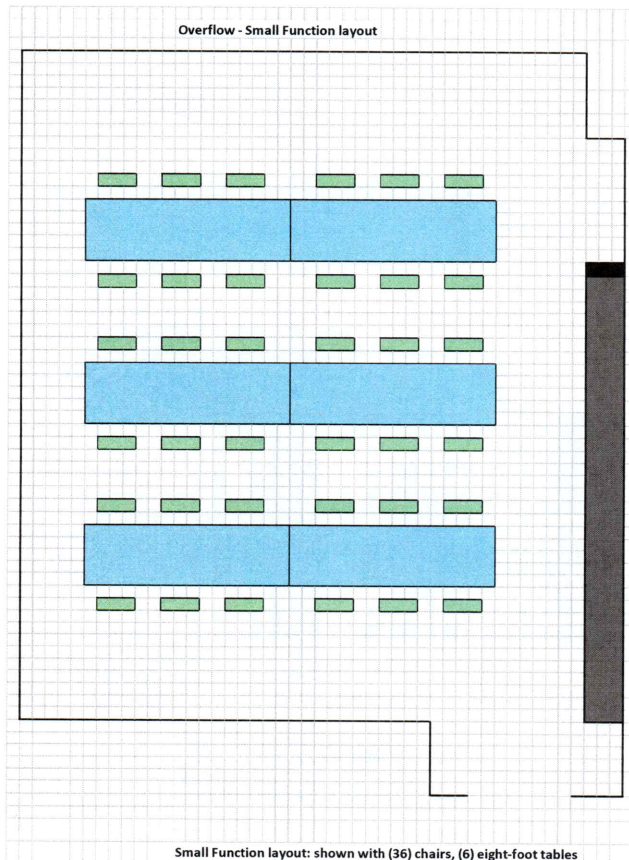 Overflow - Small Function layout
Small Function layout: shown with (36) chairs, (6) eight-foot tables